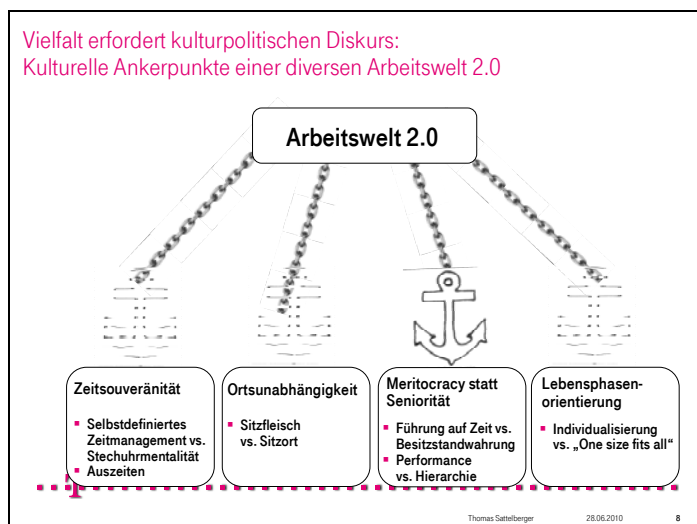 Vielfalt erfordert kulturpolitischen Diskurs:
Kulturelle Ankerpunkte einer diversen Arbeitswelt 2.0
Arbeitswelt 2.0
Zeitsouveränität
▪ Selbstdefiniertes
Zeitmanagement vs.
Stechuhrmentalität
▪ Auszeiten
Ortsunabhängigkeit
▪ Sitzfleisch
vs. Sitzort
Meritocracy statt
Seniorität
▪ Führung auf Zeit vs.
Besitzstandwahrung
▪ Performance
vs. Hierarchie
Lebensphasen-
orientierung
▪ Individualisierung
vs. „One size fits all“
Thomas Sattelberger 28.06.2010 8